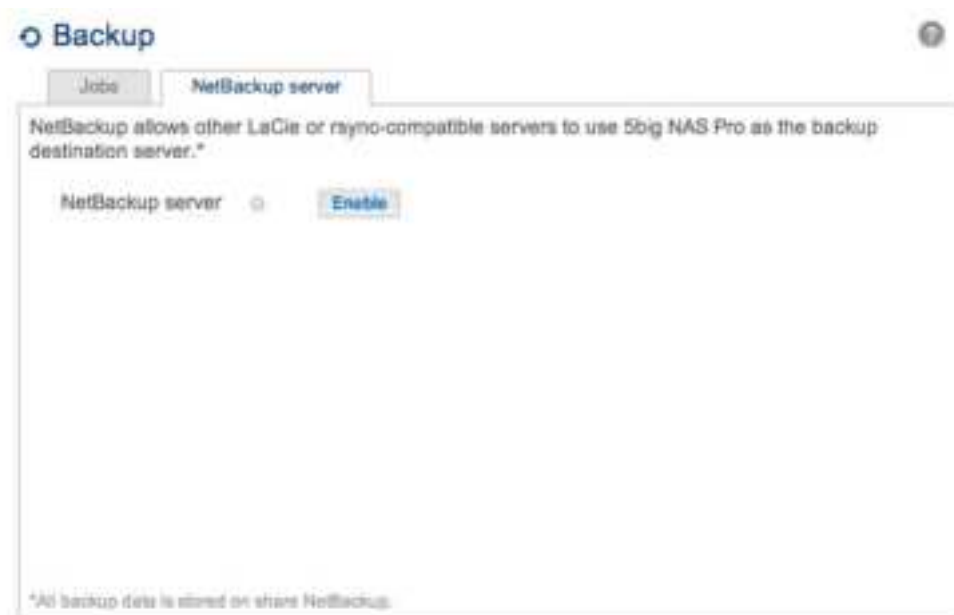 Backup
Jobs
NetBackup server
NetBackup allows other LaCie or rsync-compatible servers to use 5big NAS Pro as the backup
destination server.*
NetBackup server
Enable
*All backup data is stored on share NetBackup.